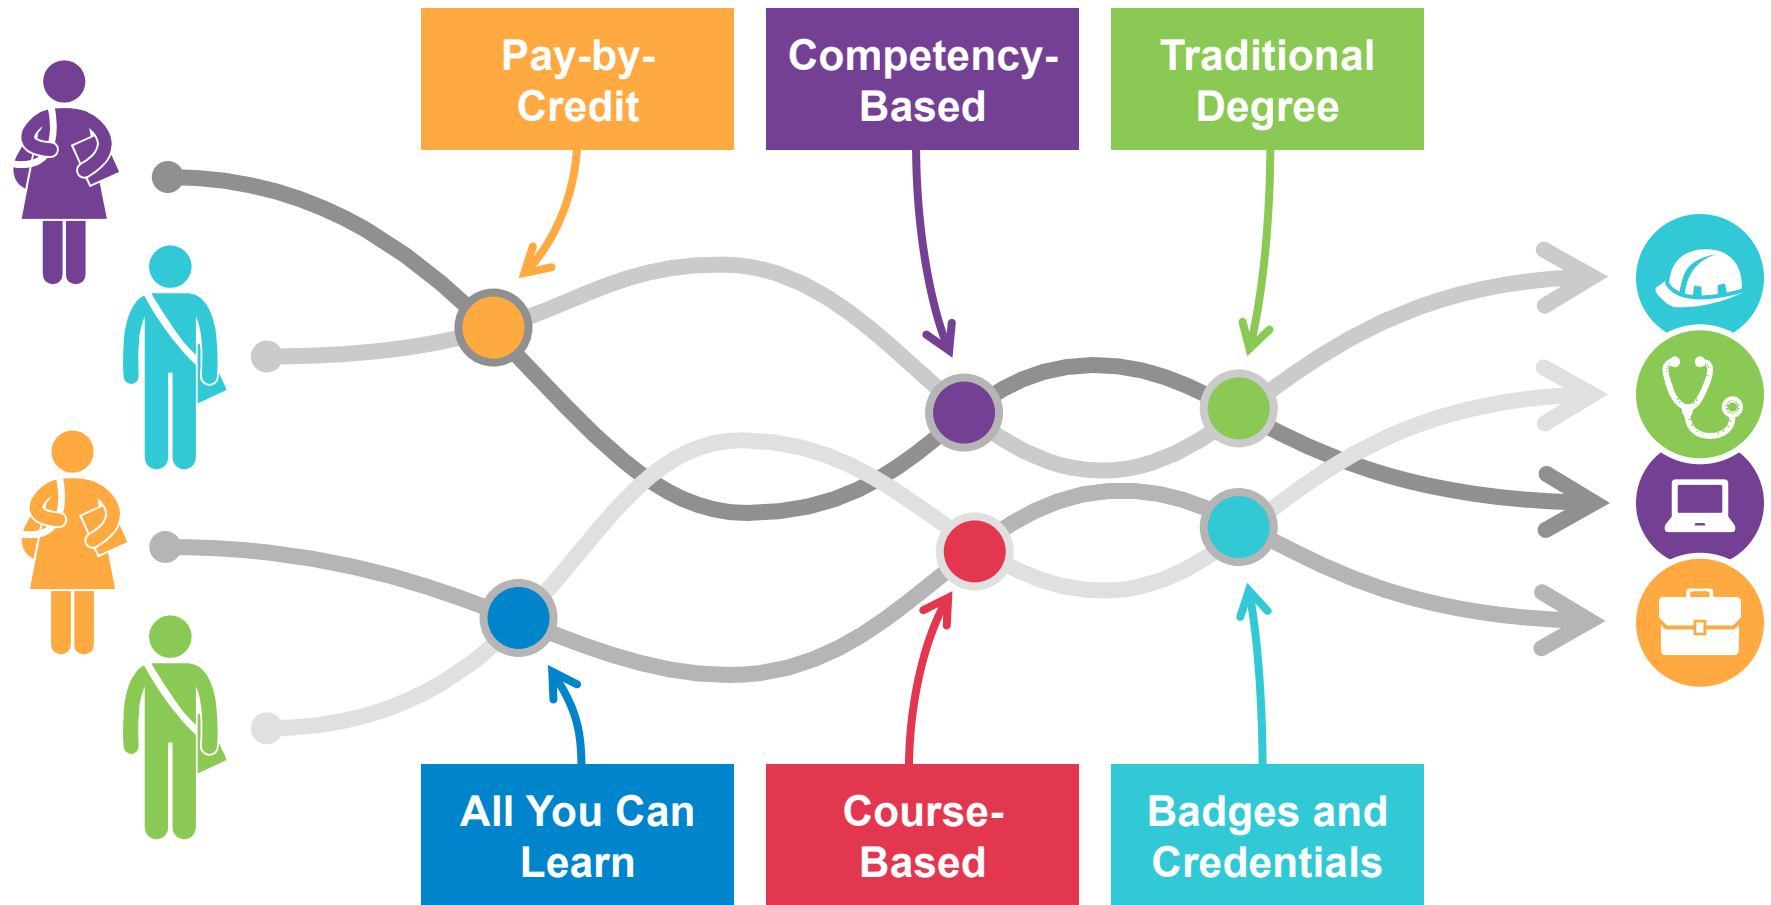 Pay-by-
Credit
Competency-
Based
Traditional
Degree
All You Can
Learn
Course-
Based
Badges and
Credentials